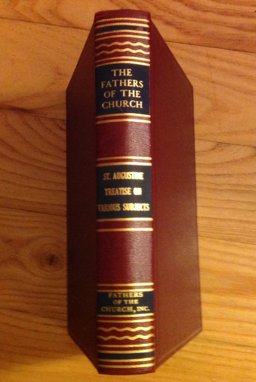 THE
FATHERS
OF THE
CHURCH
ST. AUGUSTINE
TREATISE ON
VARIOUS SUBJECTS
FATHERS
OF THE
CHURCH, INC.